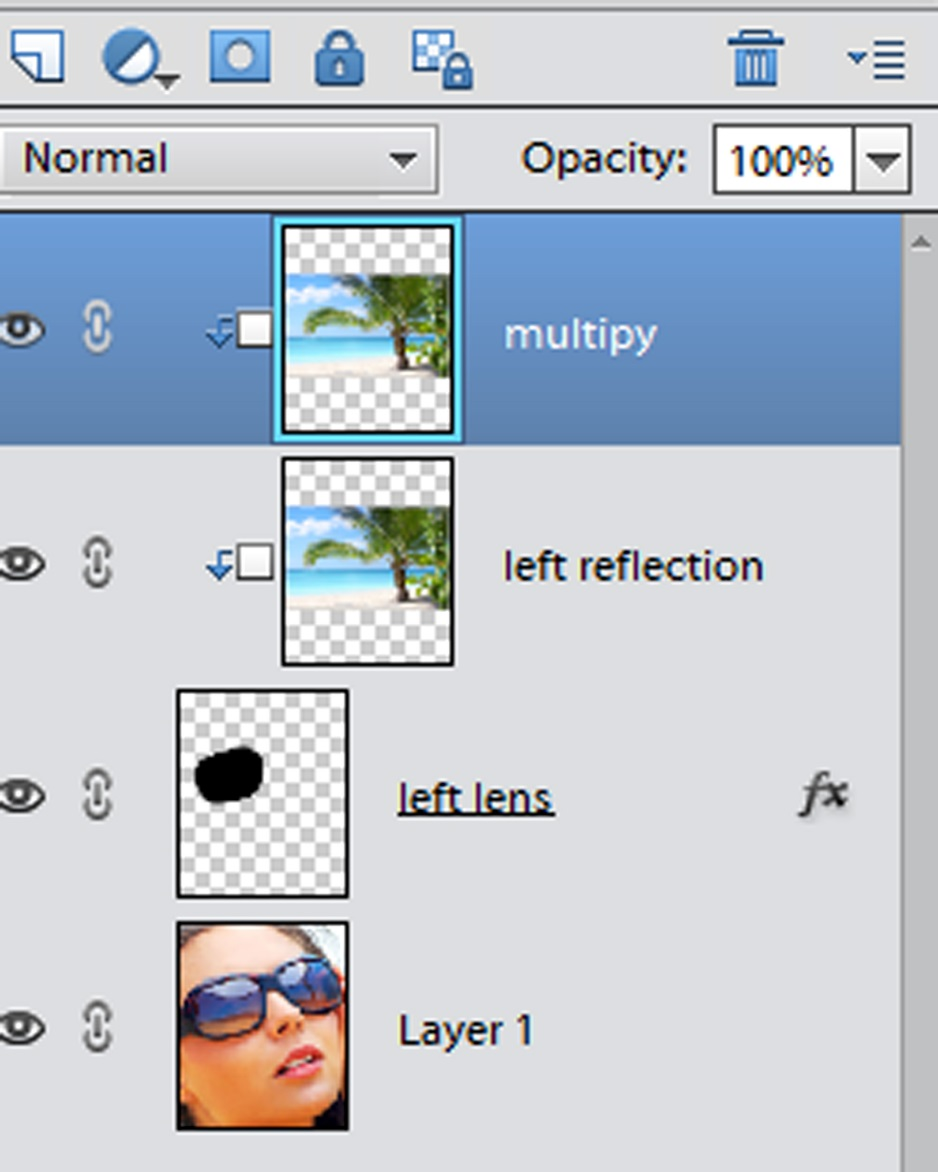 Normal Opacity: 100%
multipy
left reflection
left lens fx
Layer 1